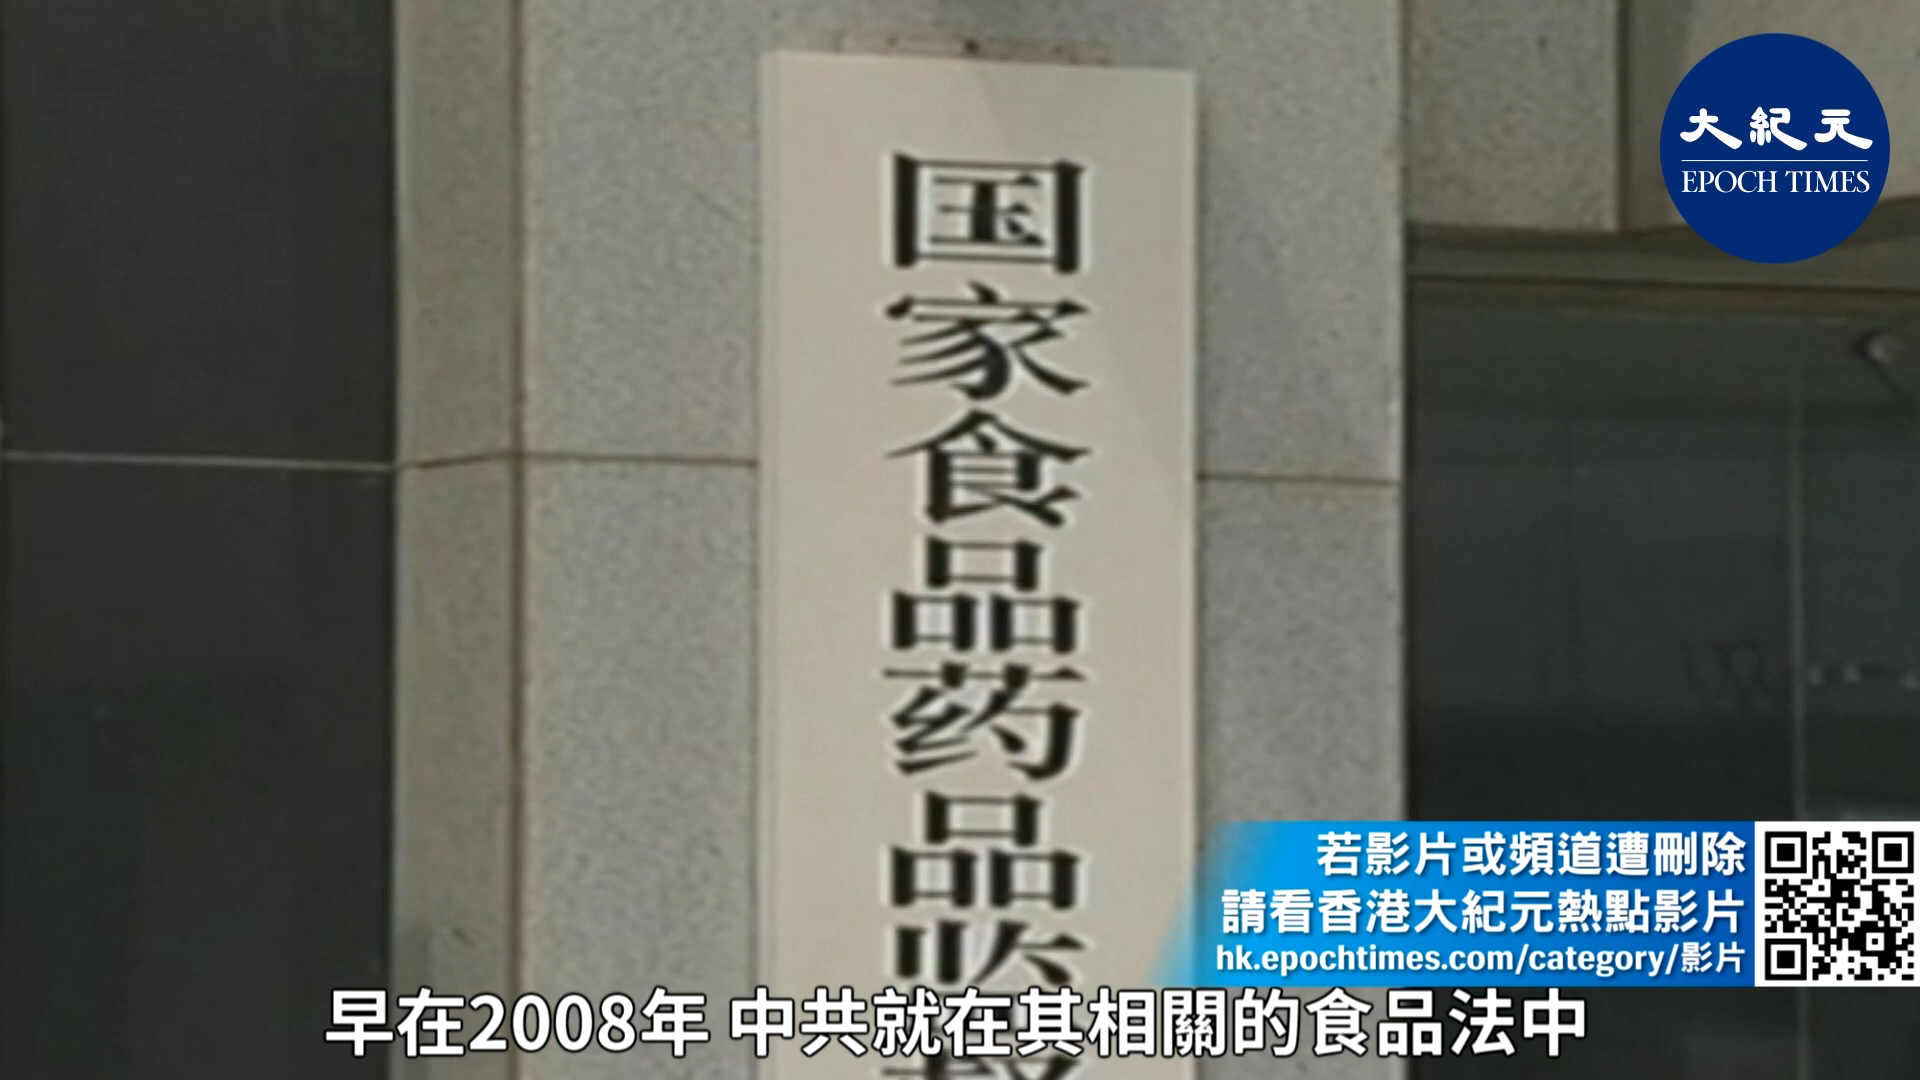 大紀元
EPOCH TIMES
国家食品药品监
若影片或頻道遭刪除
請看香港大紀元熱點影片
hk.epochtimes.com/category/影片
早在2008年 中共就在其相關的食品法中